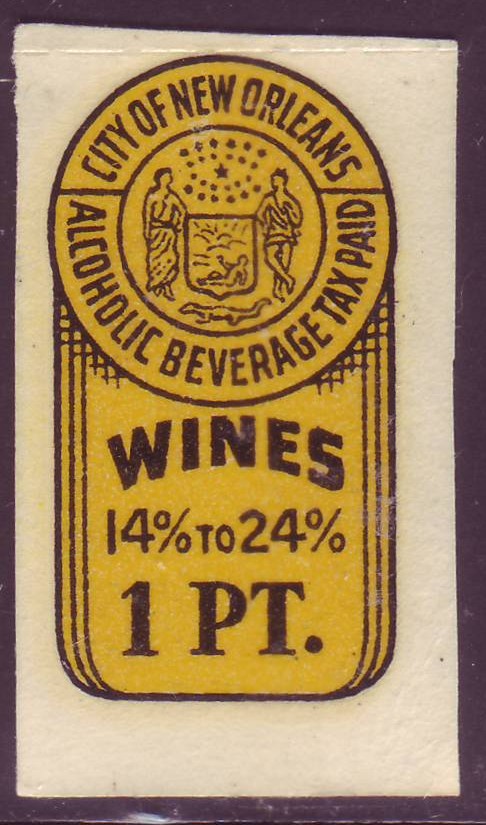 CITY OF NEW ORLEANS
ALCOHOLIC BEVERAGE TAX PAID
WINES
14% TO 24%
1 PT.